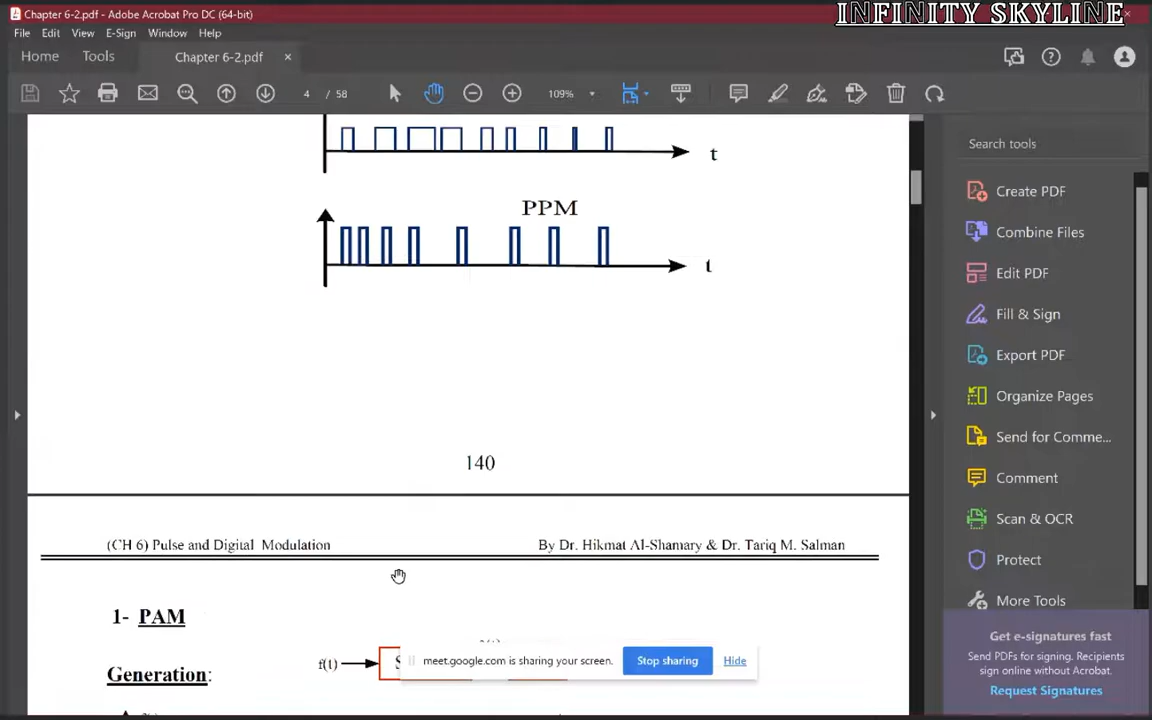 Chapter 6-2.pdf - Adobe Acrobat Pro DC (64-bit)
INFINITY SKYLINE
File Edit View E-Sign Window Help
Home Tools Chapter 6-2.pdf ×
4 / 58 109%
t
PPM
t
140
(CH 6) Pulse and Digital Modulation By Dr. Hikmat Al-Shamary & Dr. Tariq M. Salman
1- PAM
f(t)
Generation:
meet.google.com is sharing your screen. Stop sharing Hide
Search tools
Create PDF
Combine Files
Edit PDF
Fill & Sign
Export PDF
Organize Pages
Send for Comme...
Comment
Scan & OCR
Protect
More Tools
Get e-signatures fast
Send PDFs for signing. Recipients
sign online without Acrobat.
Request Signatures